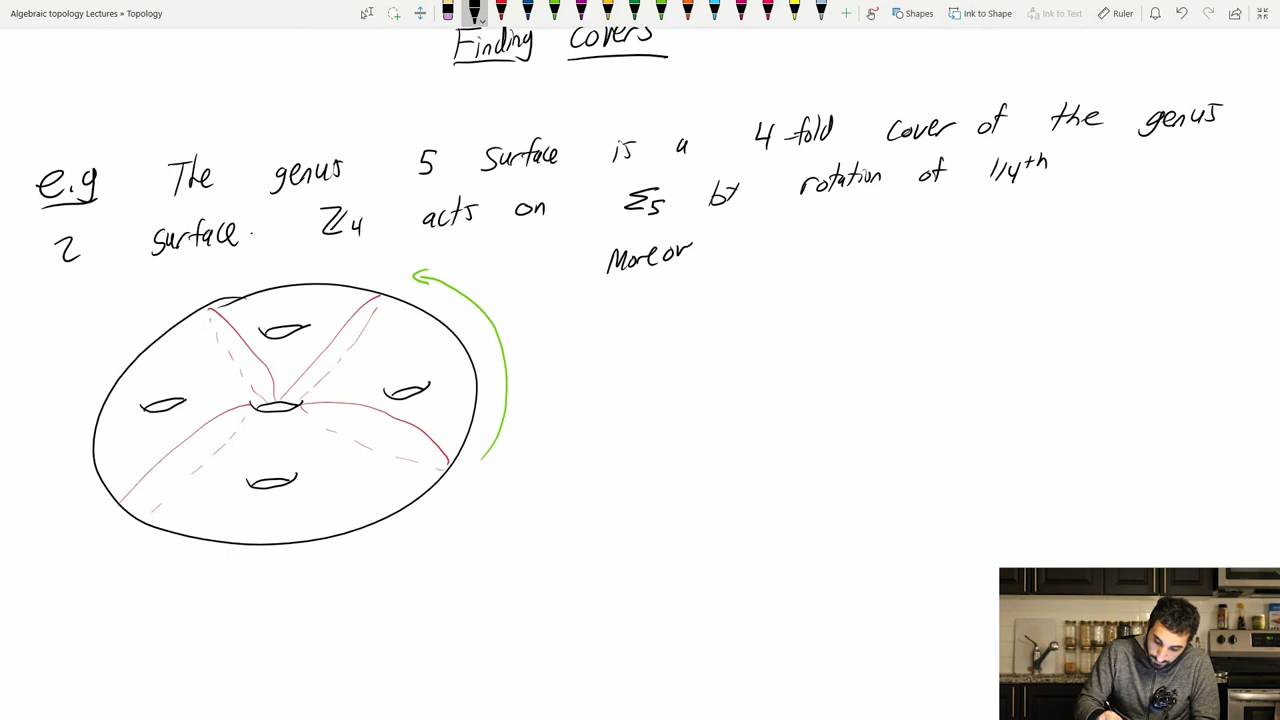 Algebraic topology Lectures » Topology
Shapes
Ink to Shape
Ink to Text
Ruler
Finding covers
e.g The genus 5 surface is a 4-fold cover of the genus
2 surface. ℤ4 acts on Σ5 by rotation of 1/4th
Moreov